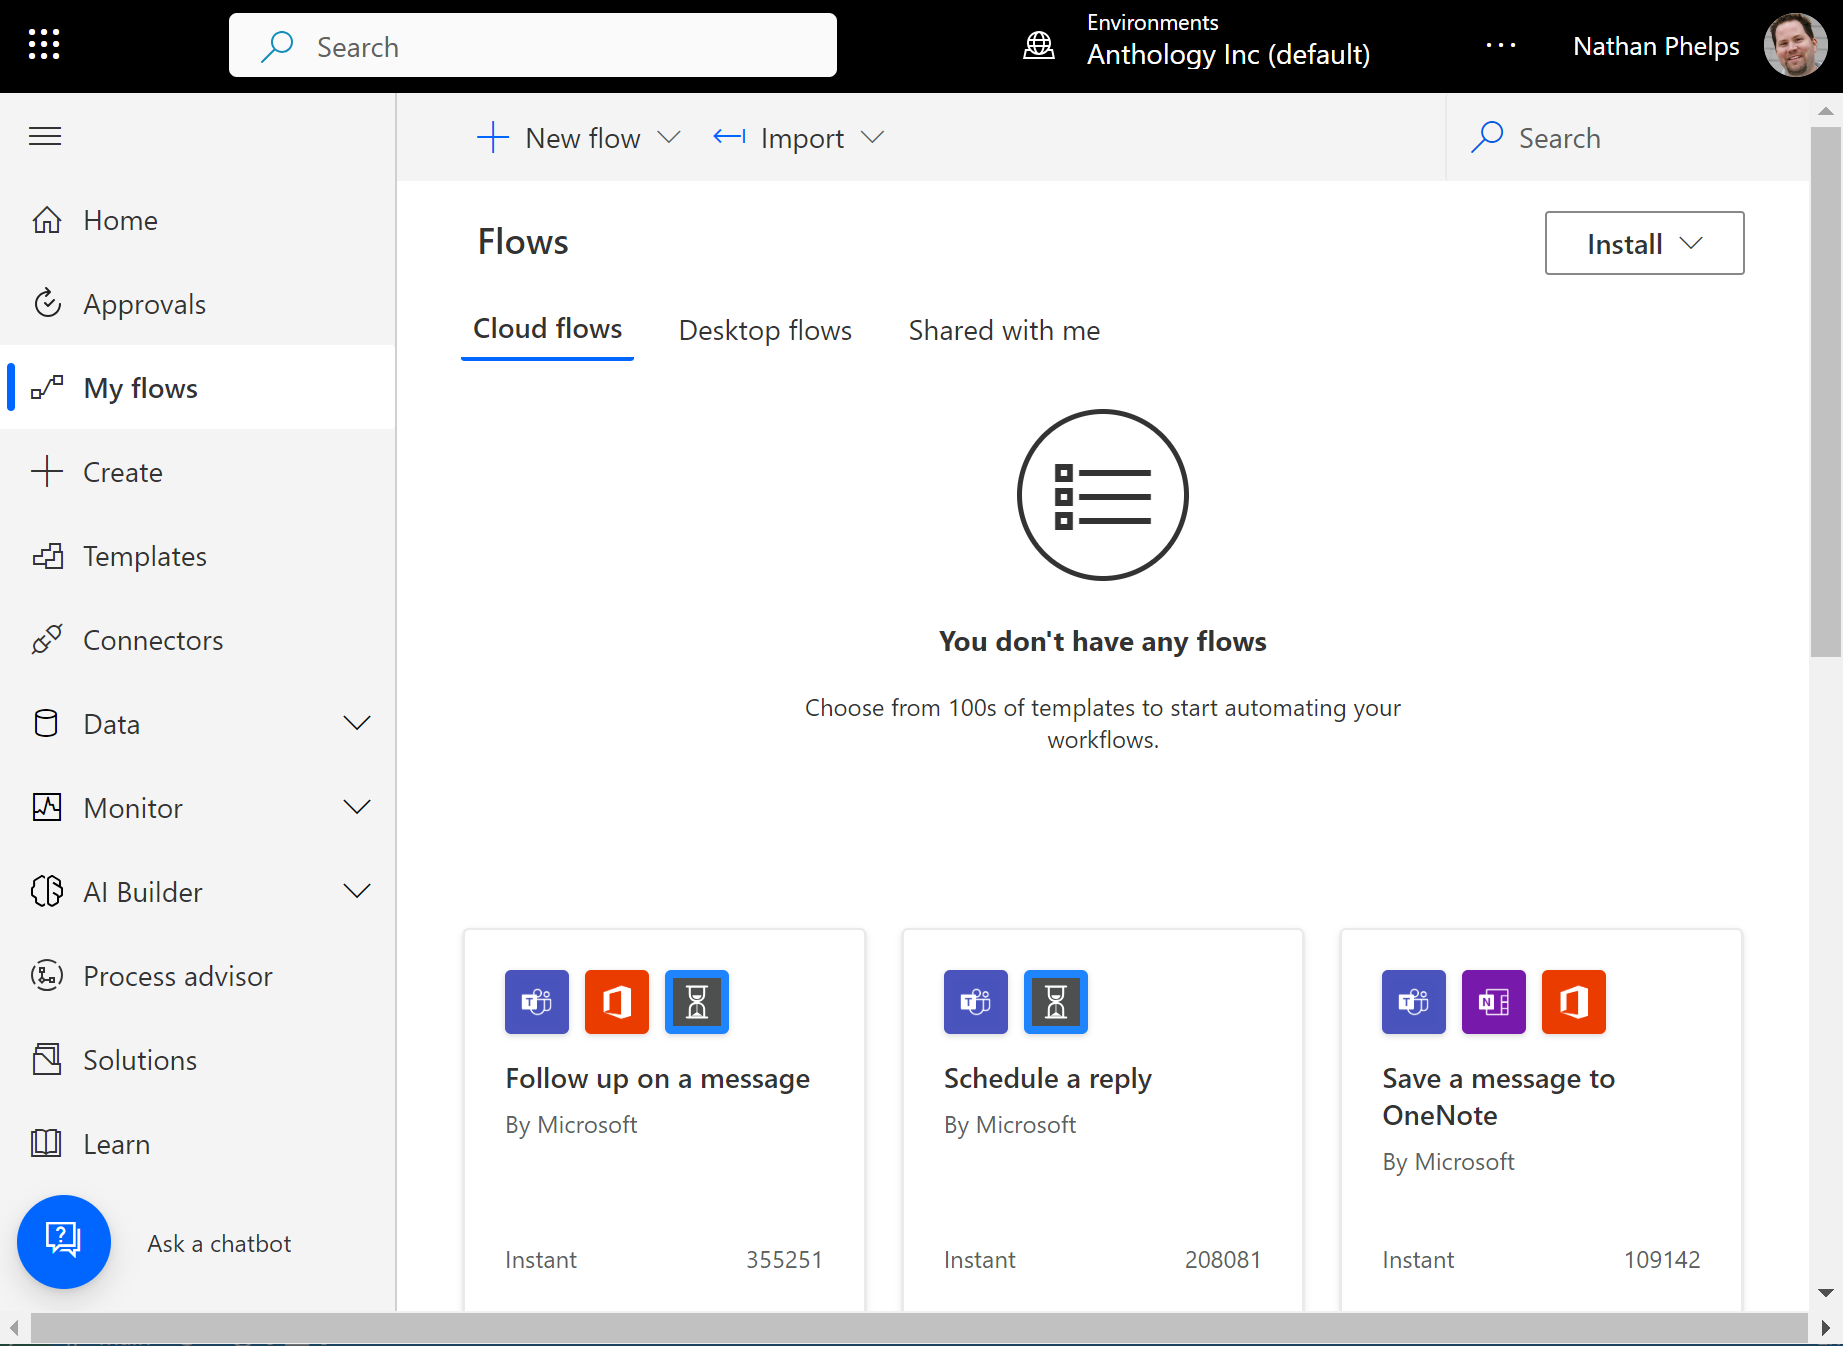 Search
Environments
Anthology Inc (default)
...
Nathan Phelps
New flow
Import
Search
Home
Approvals
My flows
Create
Templates
Connectors
Data
Monitor
AI Builder
Process advisor
Solutions
Learn
Ask a chatbot
Flows
Install
Cloud flows
Desktop flows
Shared with me
You don't have any flows
Choose from 100s of templates to start automating your
workflows.
Follow up on a message
By Microsoft
Instant 355251
Schedule a reply
By Microsoft
Instant 208081
Save a message to
OneNote
By Microsoft
Instant 109142